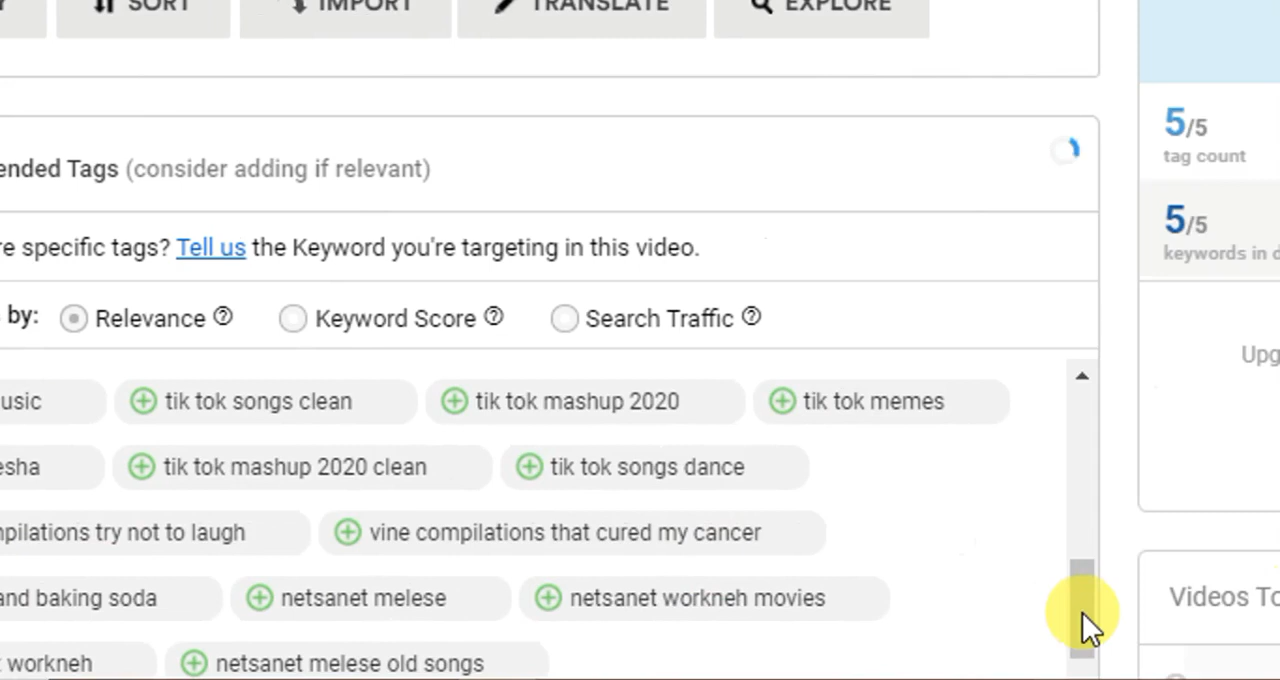 SORT
IMPORT
TRANSLATE
EXPLORE
ended Tags (consider adding if relevant)
re specific tags? Tell us the Keyword you're targeting in this video.
by:
Relevance
Keyword Score
Search Traffic
usic
tik tok songs clean
tik tok mashup 2020
tik tok memes
esha
tik tok mashup 2020 clean
tik tok songs dance
npilations try not to laugh
vine compilations that cured my cancer
and baking soda
netsanet melese
netsanet workneh movies
workneh
netsanet melese old songs
5/5
tag count
5/5
keywords in d
Upg
Videos To